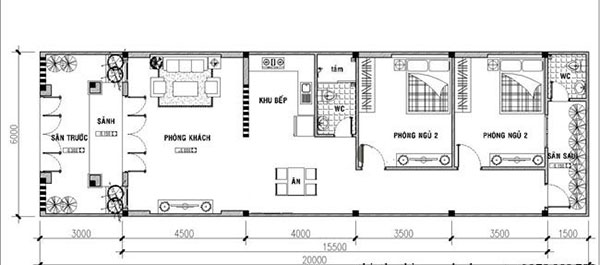 tắm
WC
WC
KHU BẾP
PHÒNG NGỦ 2
PHÒNG NGỦ 2
SẢNH
SÂN TRƯỚC
PHÒNG KHÁCH
SÂN SAU
ĂN
6000
3000
4500
4000
3500
3500
1500
15500
20000